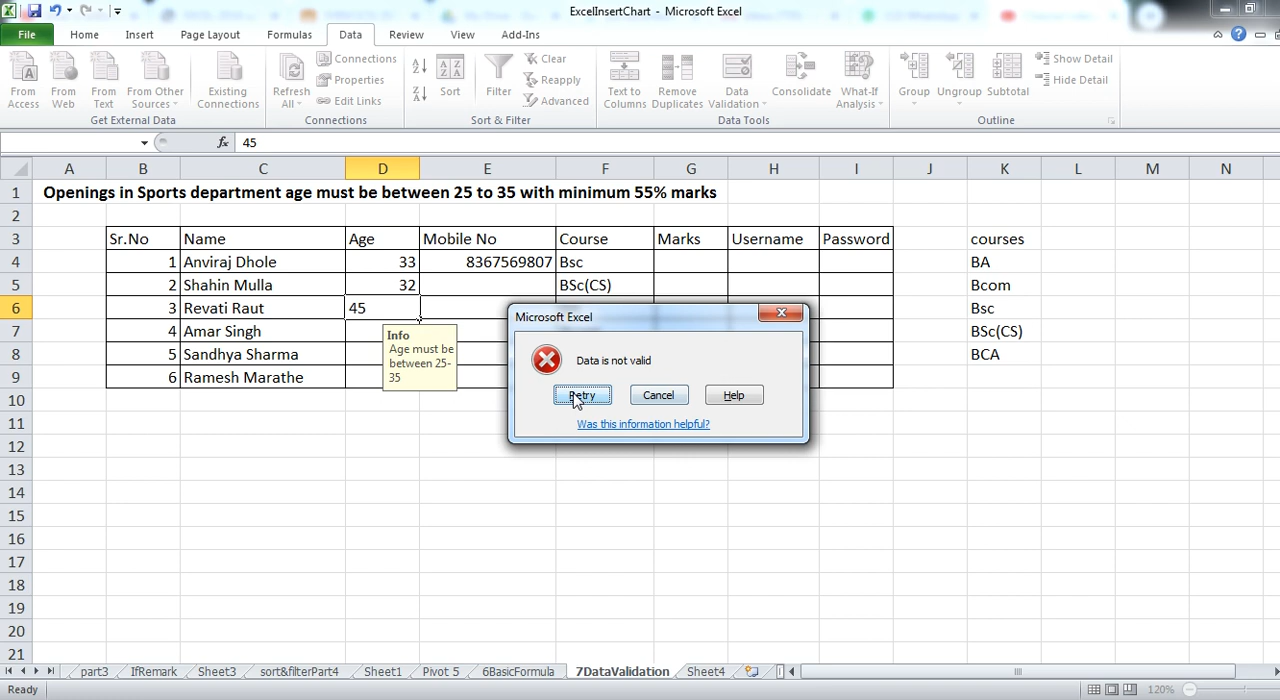 ExcelInsertChart - Microsoft Excel
File Home Insert Page Layout Formulas Data Review View Add-Ins
From Access
From Web
From Text
From Other Sources
Existing Connections
Get External Data
Refresh All
Connections
Properties
Edit Links
Connections
Sort
Filter
Clear
Reapply
Advanced
Sort & Filter
Text to Columns
Remove Duplicates
Data Validation
Consolidate
What-If Analysis
Data Tools
Group
Ungroup
Subtotal
Show Detail
Hide Detail
Outline
fx 45
A B C D E F G H I J K L M N
1 Openings in Sports department age must be between 25 to 35 with minimum 55% marks
2
3 Sr.No Name Age Mobile No Course Marks Username Password courses
4 1 Anviraj Dhole 33 8367569807 Bsc BA
5 2 Shahin Mulla 32 BSc(CS) Bcom
6 3 Revati Raut 45 Bsc
7 4 Amar Singh BSc(CS)
8 5 Sandhya Sharma BCA
9 6 Ramesh Marathe
Info
Age must be
between 25-
35
Microsoft Excel
Data is not valid
Retry Cancel Help
Was this information helpful?
10
11
12
13
14
15
16
17
18
19
20
21
part3 IfRemark Sheet3 sort&filterPart4 Sheet1 Pivot 5 6BasicFormula 7DataValidation Sheet4
Ready 120%